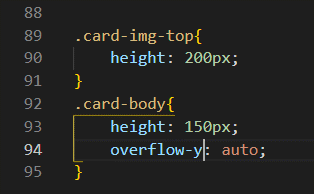 88
89 .card-img-top{
90 height: 200px;
91 }
92 .card-body{
93 height: 150px;
94 overflow-y: auto;
95 }